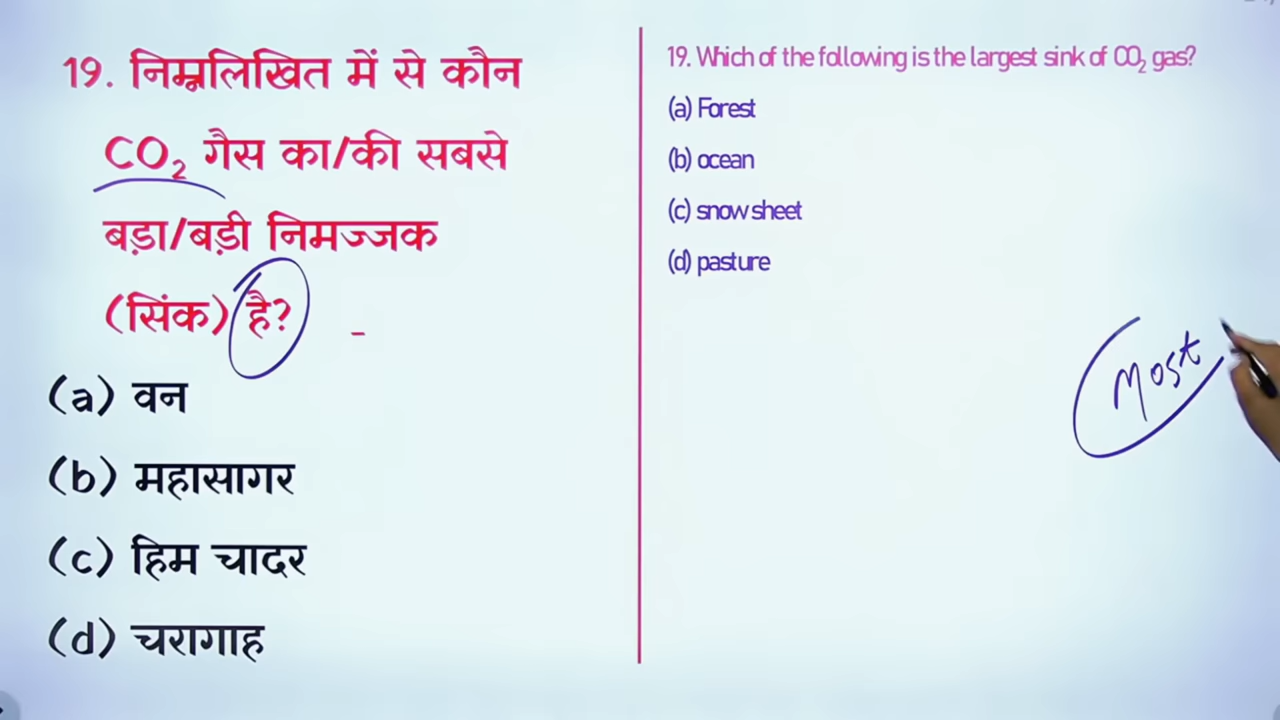 19. निम्नलिखित में से कौन
CO₂ गैस का/की सबसे
बड़ा/बड़ी निमज्जक
(सिंक) है?
(a) वन
(b) महासागर
(c) हिम चादर
(d) चरागाह
19. Which of the following is the largest sink of CO₂ gas?
(a) Forest
(b) ocean
(c) snow sheet
(d) pasture
Most